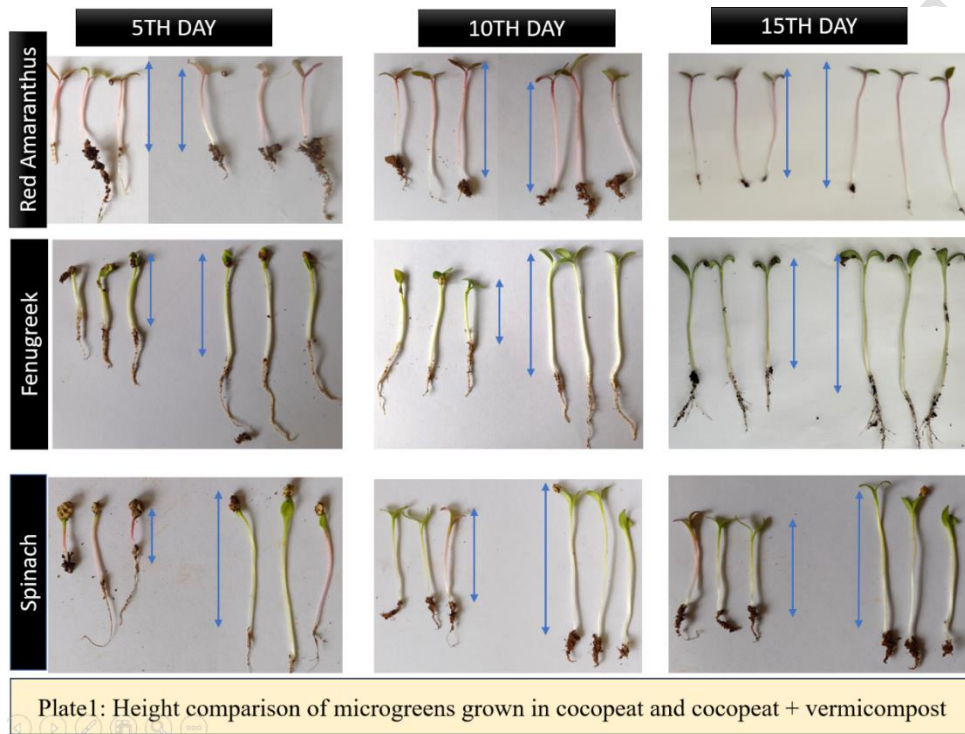 5TH DAY
10TH DAY
15TH DAY
Red Amaranthus
Fenugreek
Spinach
Plate1: Height comparison of microgreens grown in cocopeat and cocopeat + vermicompost